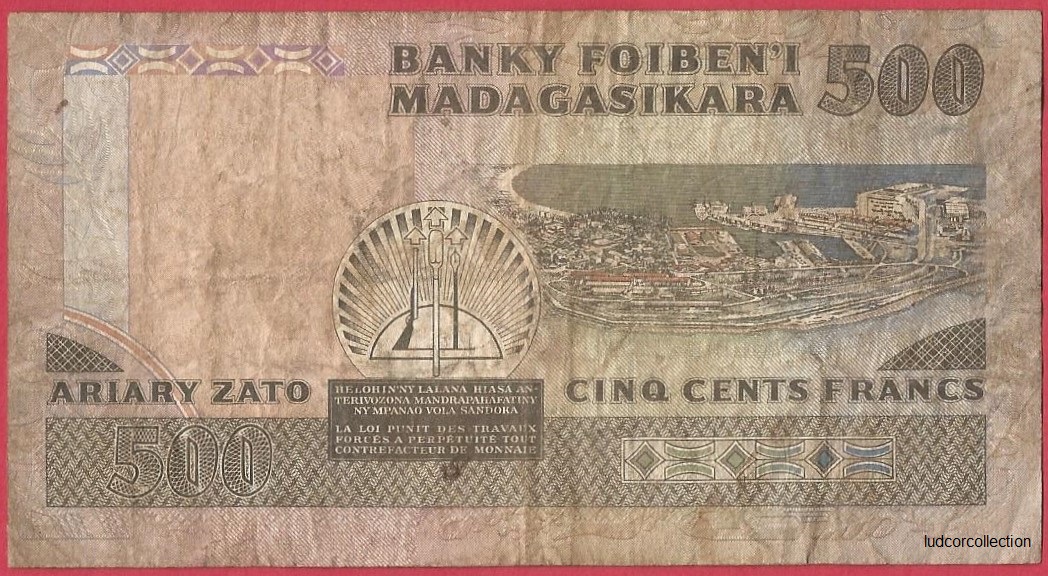 BANKY FOIBEN'I
MADAGASIKARA
500
ARIARY ZATO
CINQ CENTS FRANCS
HELOHIN'NY LALANA HIASA AN-
TERIVOZONA MANDRAPAHAFATINY
NY MPANAO VOLA SANDOKA
LA LOI PUNIT DES TRAVAUX
FORCÉS A PERPÉTUITÉ TOUT
CONTREFACTEUR DE MONNAIE
500
ludcorcollection